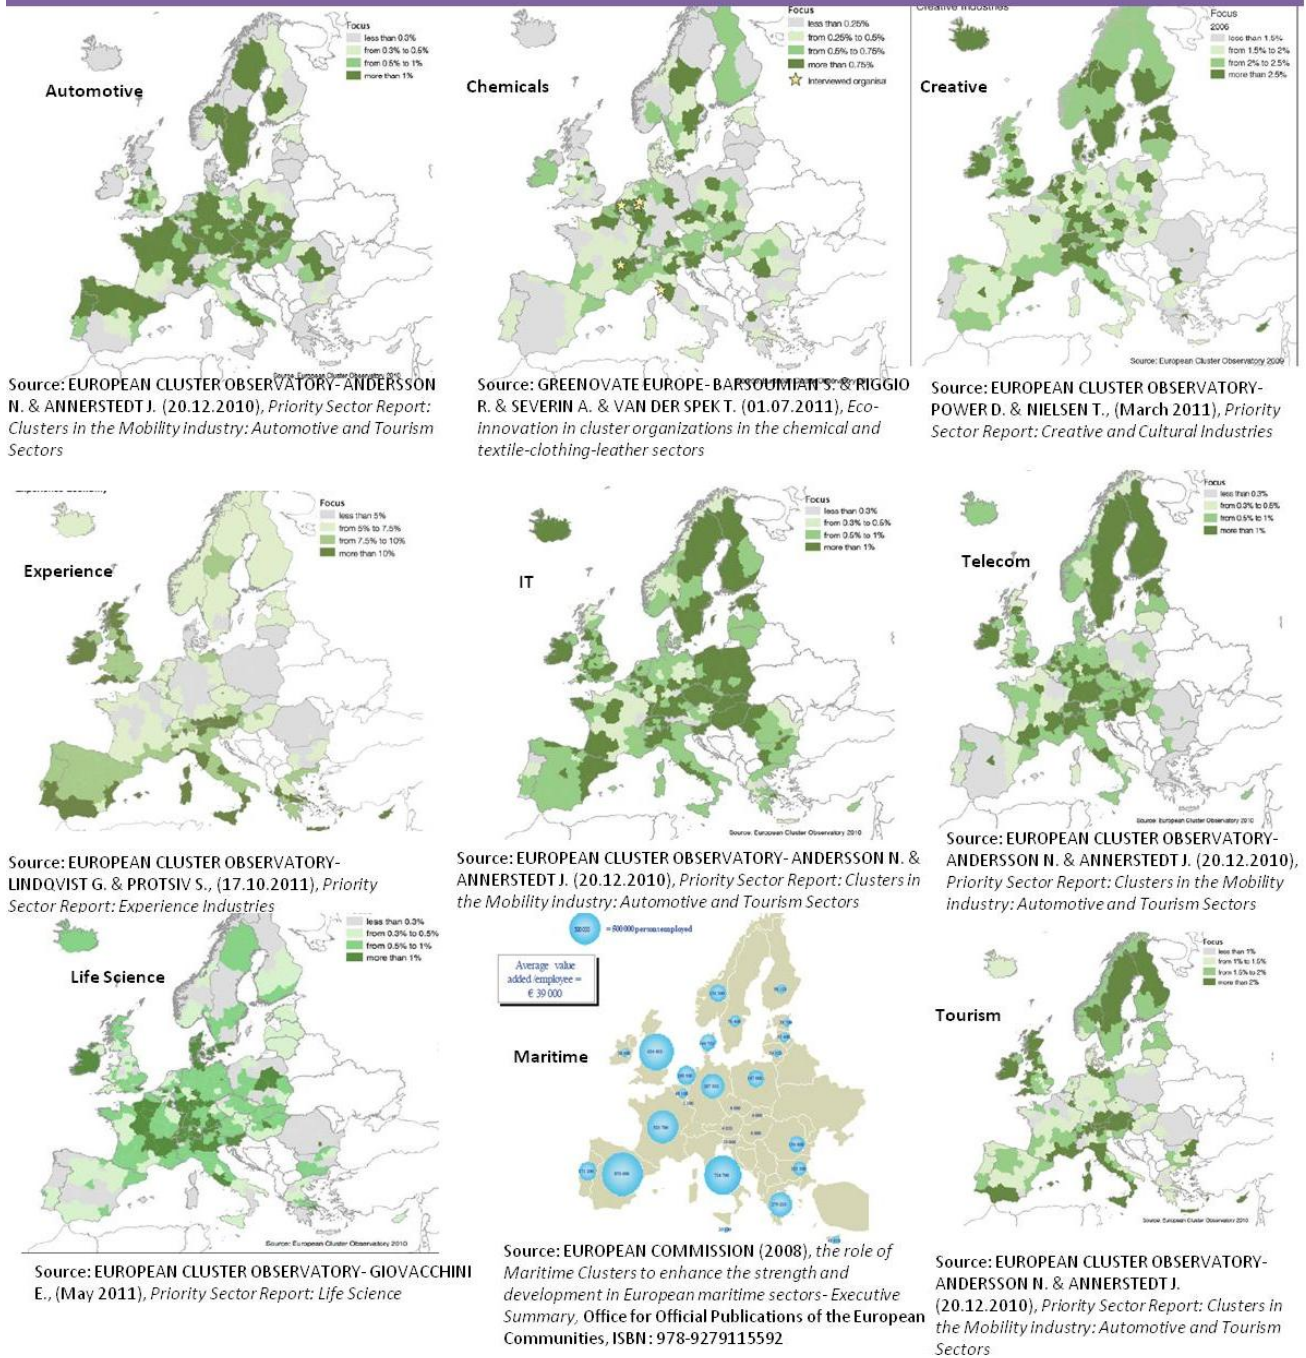 Automotive
Focus
less than 0.3%
from 0.3% to 0.5%
from 0.5% to 1%
more than 1%
Source: European Cluster Observatory 2010
Source: EUROPEAN CLUSTER OBSERVATORY- ANDERSSON
N. & ANNERSTEDT J. (20.12.2010), Priority Sector Report:
Clusters in the Mobility industry: Automotive and Tourism
Sectors
Chemicals
Focus
less than 0.25%
from 0.25% to 0.5%
from 0.5% to 0.75%
more than 0.75%
Interviewed organisa
Source: GREENOVATE EUROPE- BARSOUMIAN S. & RIGGIO
R. & SEVERIN A. & VAN DER SPEK T. (01.07.2011), Eco-
innovation in cluster organizations in the chemical and
textile-clothing-leather sectors
Creative Industries
Creative
Focus
2006
less than 1.5%
from 1.5% to 2%
from 2% to 2.5%
more than 2.5%
Source: European Cluster Observatory 2009
Source: EUROPEAN CLUSTER OBSERVATORY-
POWER D. & NIELSEN T., (March 2011), Priority
Sector Report: Creative and Cultural Industries
Experience Economy
Experience
Focus
less than 5%
from 5% to 7.5%
from 7.5% to 10%
more than 10%
Source: EUROPEAN CLUSTER OBSERVATORY-
LINDQVIST G. & PROTSIV S., (17.10.2011), Priority
Sector Report: Experience Industries
IT
Focus
less than 0.3%
from 0.3% to 0.5%
from 0.5% to 1%
more than 1%
Source: European Cluster Observatory 2010
Source: EUROPEAN CLUSTER OBSERVATORY- ANDERSSON N. &
ANNERSTEDT J. (20.12.2010), Priority Sector Report: Clusters in
the Mobility industry: Automotive and Tourism Sectors
Telecom
Focus
less than 0.3%
from 0.3% to 0.5%
from 0.5% to 1%
more than 1%
Source: European Cluster Observatory 2010
Source: EUROPEAN CLUSTER OBSERVATORY-
ANDERSSON N. & ANNERSTEDT J. (20.12.2010),
Priority Sector Report: Clusters in the Mobility
industry: Automotive and Tourism Sectors
Life Science
less than 0.3%
from 0.3% to 0.5%
from 0.5% to 1%
more than 1%
Source: European Cluster Observatory 2010
Source: EUROPEAN CLUSTER OBSERVATORY- GIOVACCHINI
E., (May 2011), Priority Sector Report: Life Science
= 500 000 persons employed
Average value
added /employee =
€ 39 000
Maritime
Source: EUROPEAN COMMISSION (2008), the role of
Maritime Clusters to enhance the strength and
development in European maritime sectors- Executive
Summary, Office for Official Publications of the European
Communities, ISBN: 978-9279115592
Tourism
Focus
less than 1%
from 1% to 1.5%
from 1.5% to 2%
more than 2%
Source: European Cluster Observatory 2010
Source: EUROPEAN CLUSTER OBSERVATORY-
ANDERSSON N. & ANNERSTEDT J.
(20.12.2010), Priority Sector Report: Clusters in
the Mobility industry: Automotive and Tourism
Sectors